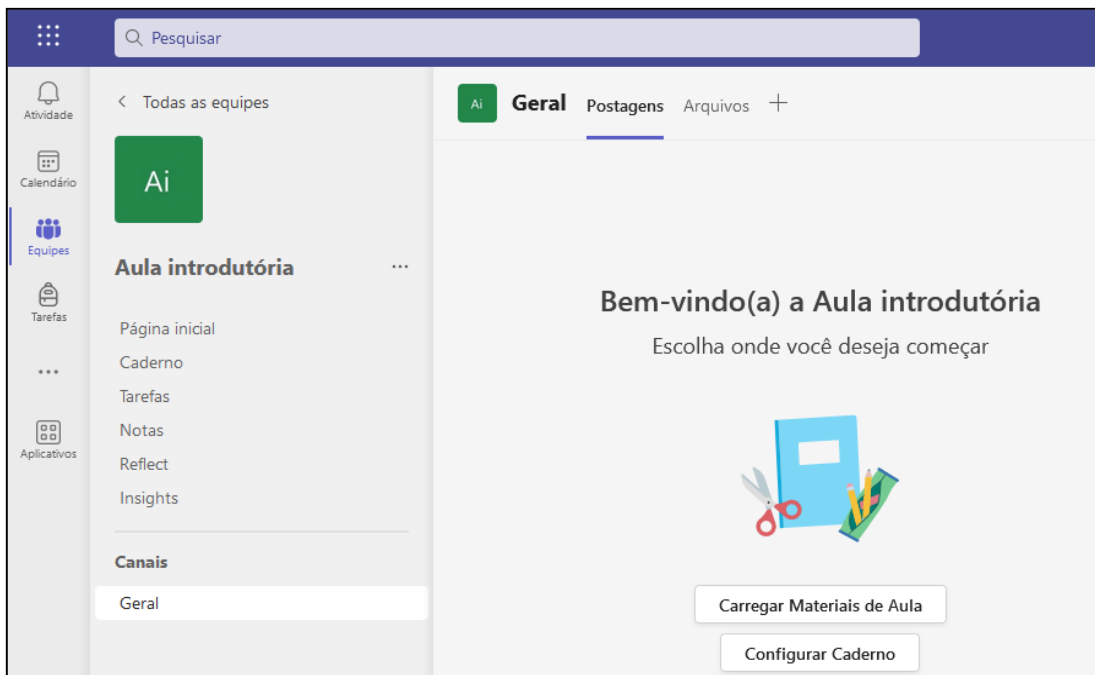 Pesquisar
Atividade
Calendário
Equipes
Tarefas
Aplicativos
Todas as equipes
Ai
Aula introdutória
Página inicial
Caderno
Tarefas
Notas
Reflect
Insights
Canais
Geral
Ai Geral Postagens Arquivos
Bem-vindo(a) a Aula introdutória
Escolha onde você deseja começar
Carregar Materiais de Aula
Configurar Caderno